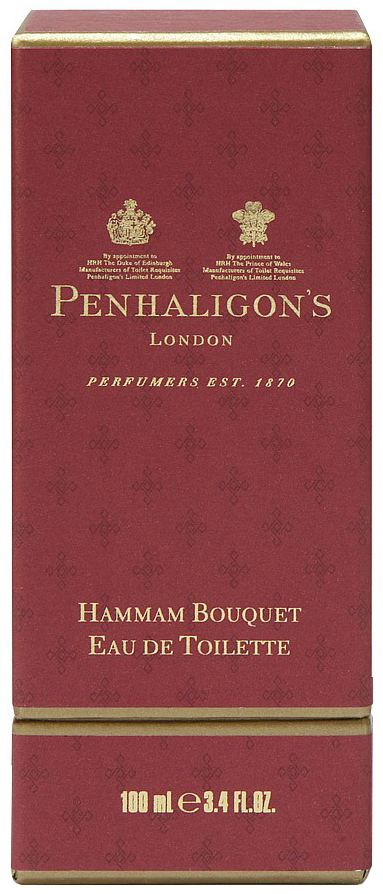 By appointment to
HRH The Duke of Edinburgh
Manufacturers of Toilet Requisites
Penhaligon's Limited London
By appointment to
HRH The Prince of Wales
Manufacturers of Toilet Requisites
Penhaligon's Limited London
PENHALIGON'S
LONDON
PERFUMERS EST. 1870
HAMMAM BOUQUET
EAU DE TOILETTE
100 mL ℮ 3.4 FL.OZ.